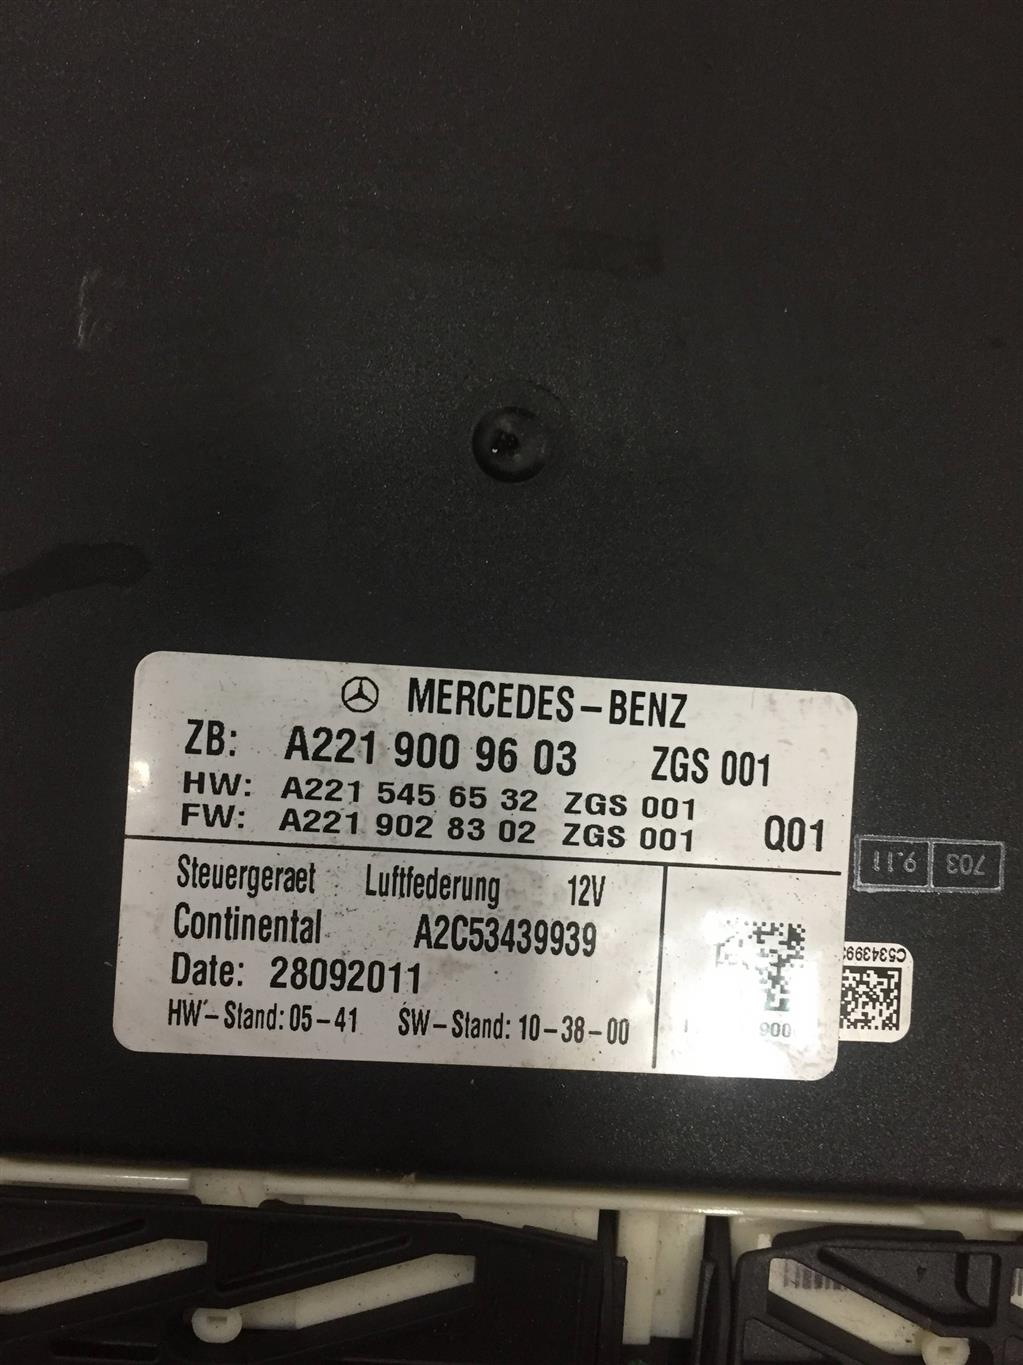 MERCEDES-BENZ
ZB: A221 900 96 03 ZGS 001
HW: A221 545 65 32 ZGS 001
FW: A221 902 83 02 ZGS 001 Q01
Steuergeraet Luftfederung 12V
Continental A2C53439939
Date: 28092011
HW-Stand: 05-41 SW-Stand: 10-38-00
900
703
9.11